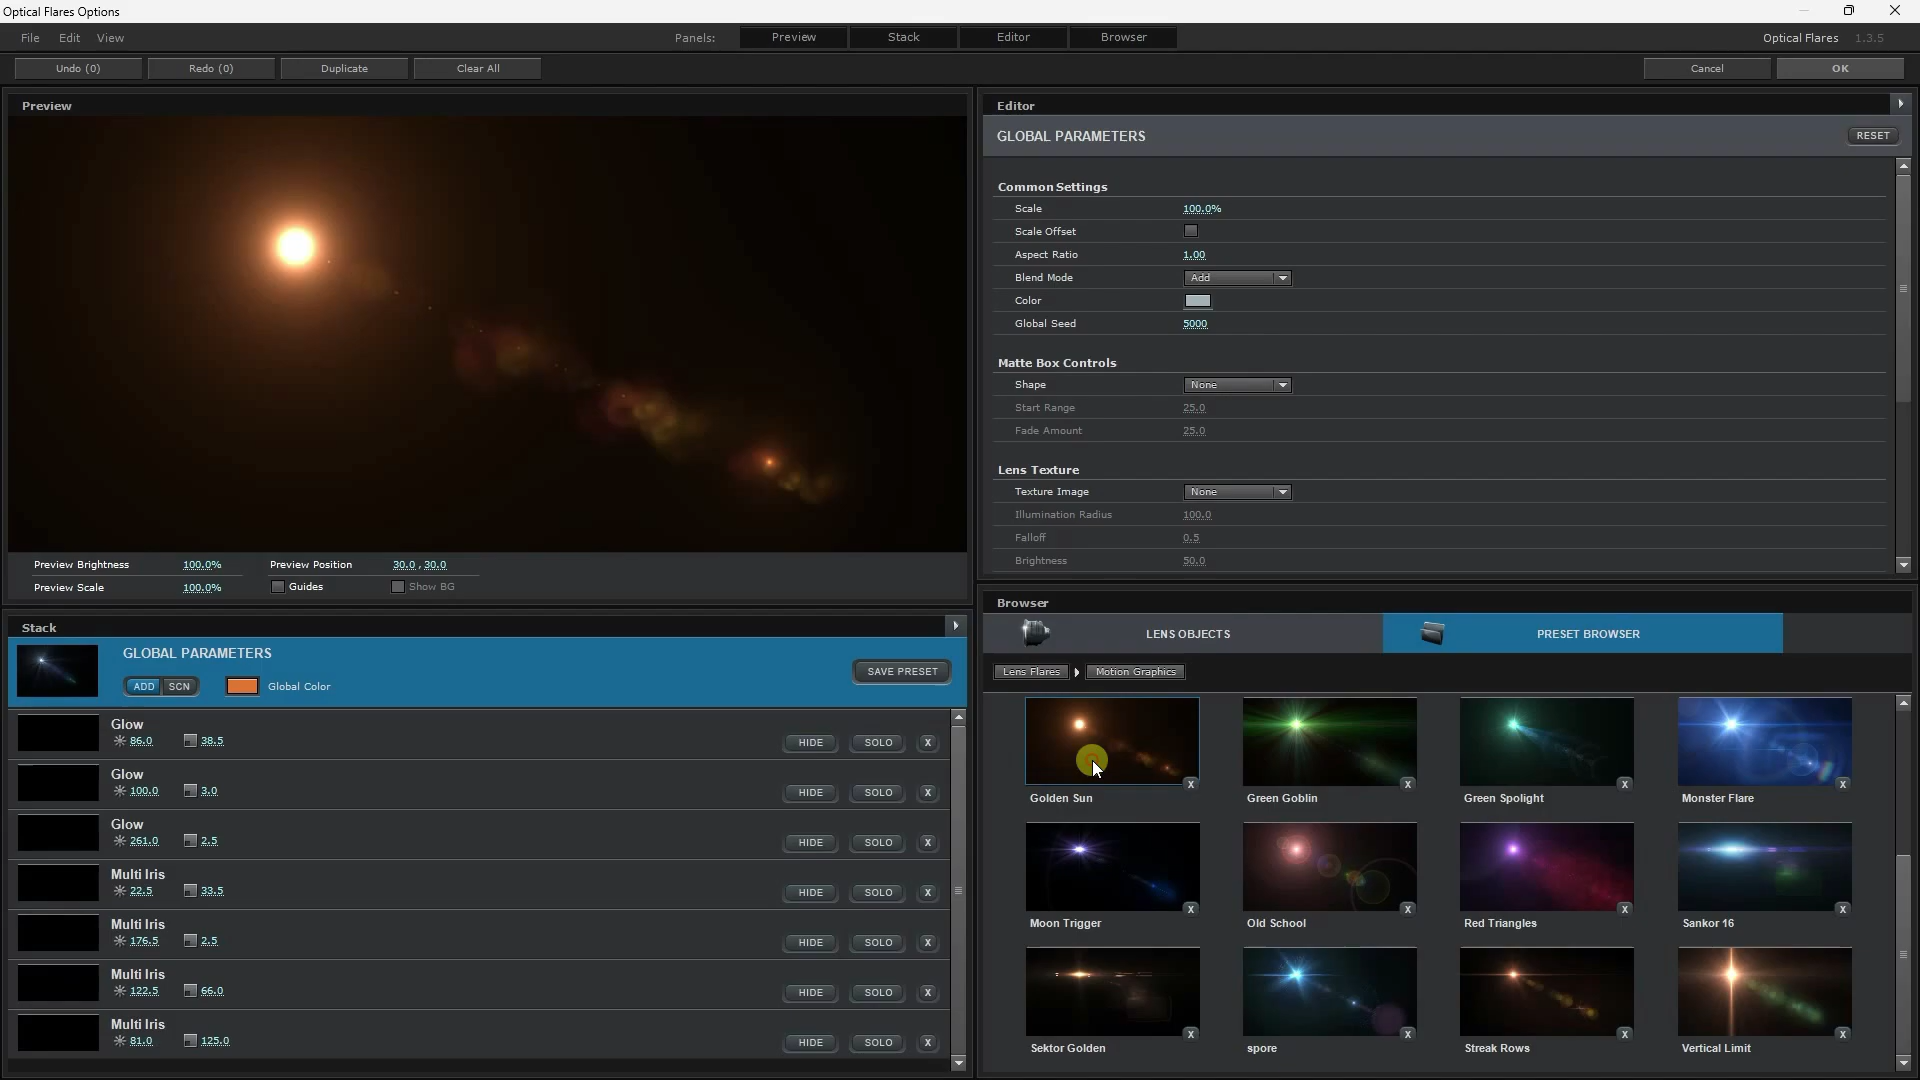 Optical Flares Options
File Edit View
Panels: Preview Stack Editor Browser
Optical Flares 1.3.5
Undo (0) Redo (0) Duplicate Clear All
Cancel OK
Preview
Preview Brightness 100.0% Preview Position 30.0 , 30.0
Preview Scale 100.0% Guides Show BG
Stack
GLOBAL PARAMETERS
ADD SCN Global Color
SAVE PRESET
Glow
86.0 38.5 HIDE SOLO X
Glow
100.0 3.0 HIDE SOLO X
Glow
261.0 2.5 HIDE SOLO X
Multi Iris
22.5 33.5 HIDE SOLO X
Multi Iris
176.5 2.5 HIDE SOLO X
Multi Iris
122.5 66.0 HIDE SOLO X
Multi Iris
81.0 125.0 HIDE SOLO X
Editor
GLOBAL PARAMETERS
RESET
Common Settings
Scale 100.0%
Scale Offset
Aspect Ratio 1.00
Blend Mode Add
Color
Global Seed 5000
Matte Box Controls
Shape None
Start Range 25.0
Fade Amount 25.0
Lens Texture
Texture Image None
Illumination Radius 100.0
Falloff 0.5
Brightness 50.0
Browser
LENS OBJECTS PRESET BROWSER
Lens Flares Motion Graphics
X X X X
Golden Sun Green Goblin Green Spolight Monster Flare
X X X X
Moon Trigger Old School Red Triangles Sankor 16
X X X X
Sektor Golden spore Streak Rows Vertical Limit